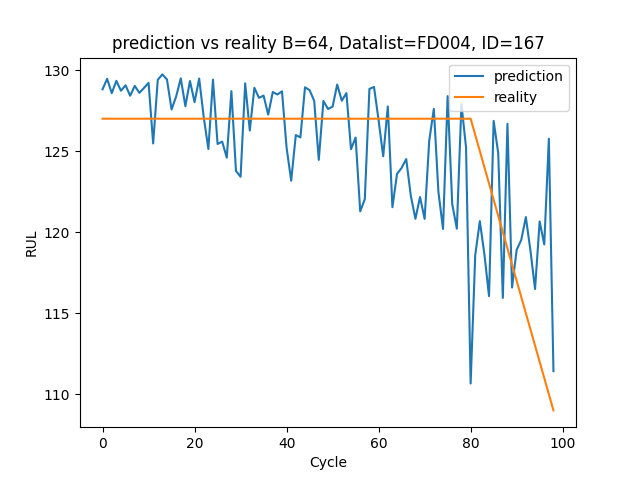 prediction vs reality B=64, Datalist=FD004, ID=167
prediction
reality
130
125
120
115
110
RUL
0 20 40 60 80 100
Cycle